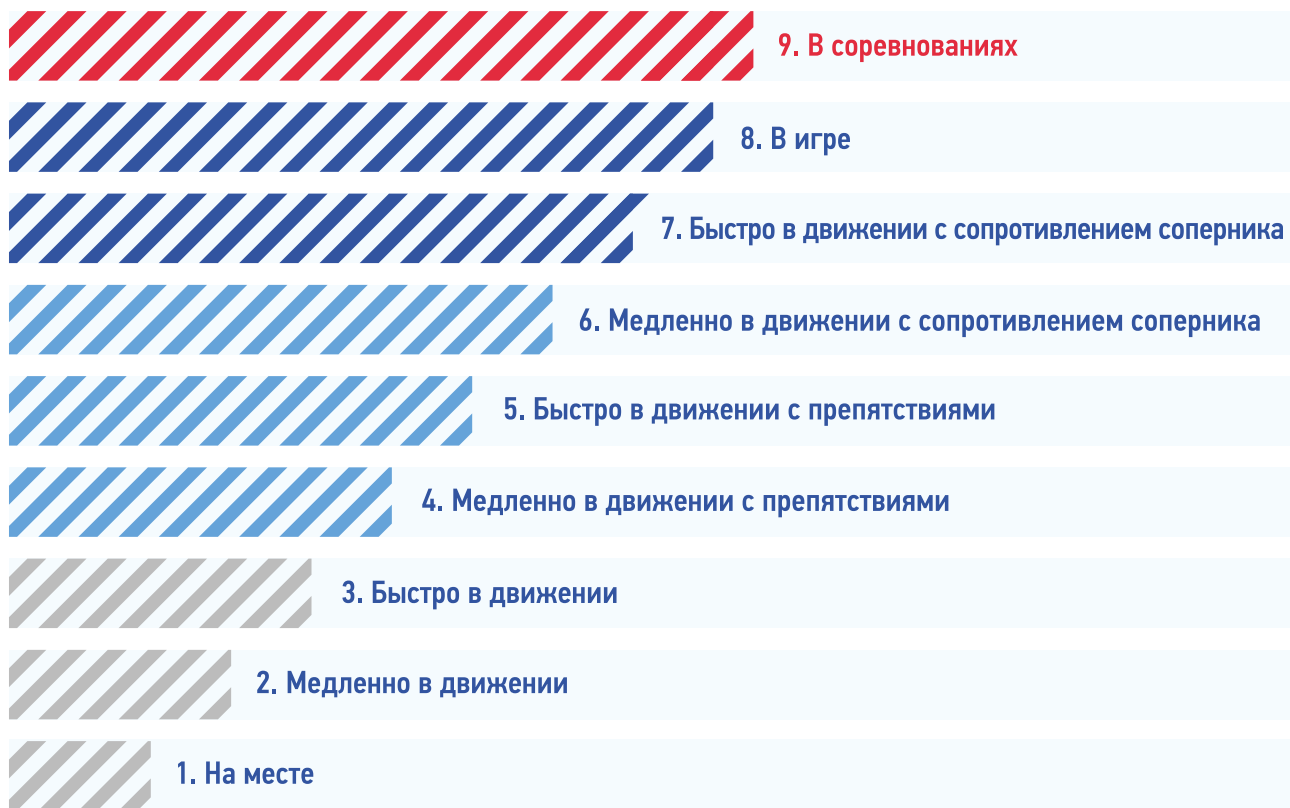 9. В соревнованиях
8. В игре
7. Быстро в движении с сопротивлением соперника
6. Медленно в движении с сопротивлением соперника
5. Быстро в движении с препятствиями
4. Медленно в движении с препятствиями
3. Быстро в движении
2. Медленно в движении
1. На месте